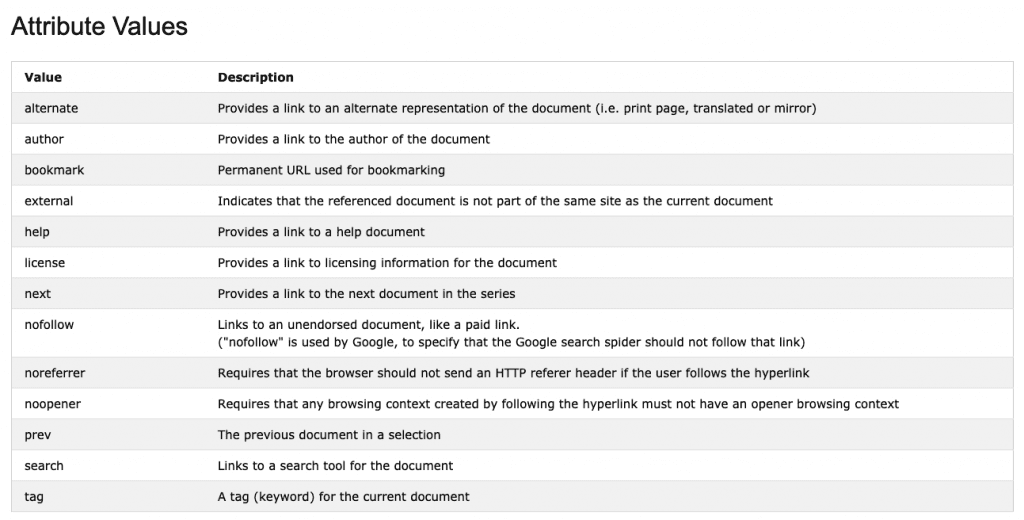 Attribute Values
Value Description
alternate Provides a link to an alternate representation of the document (i.e. print page, translated or mirror)
author Provides a link to the author of the document
bookmark Permanent URL used for bookmarking
external Indicates that the referenced document is not part of the same site as the current document
help Provides a link to a help document
license Provides a link to licensing information for the document
next Provides a link to the next document in the series
nofollow Links to an unendorsed document, like a paid link.
("nofollow" is used by Google, to specify that the Google search spider should not follow that link)
noreferrer Requires that the browser should not send an HTTP referer header if the user follows the hyperlink
noopener Requires that any browsing context created by following the hyperlink must not have an opener browsing context
prev The previous document in a selection
search Links to a search tool for the document
tag A tag (keyword) for the current document